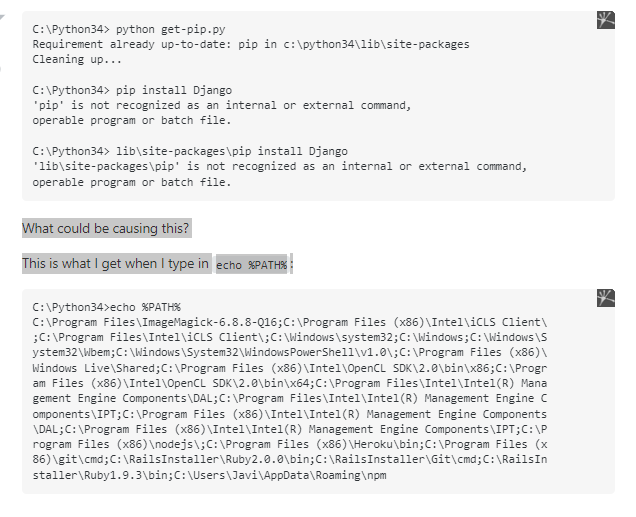 C:\Python34> python get-pip.py
Requirement already up-to-date: pip in c:\python34\lib\site-packages
Cleaning up...
C:\Python34> pip install Django
'pip' is not recognized as an internal or external command,
operable program or batch file.
C:\Python34> lib\site-packages\pip install Django
'lib\site-packages\pip' is not recognized as an internal or external command,
operable program or batch file.
What could be causing this?
This is what I get when I type in echo %PATH% :
C:\Python34>echo %PATH%
C:\Program Files\ImageMagick-6.8.8-Q16;C:\Program Files (x86)\Intel\iCLS Client\
;C:\Program Files\Intel\iCLS Client\;C:\Windows\system32;C:\Windows;C:\Windows\S
ystem32\Wbem;C:\Windows\System32\WindowsPowerShell\v1.0\;C:\Program Files (x86)\
Windows Live\Shared;C:\Program Files (x86)\Intel\OpenCL SDK\2.0\bin\x86;C:\Progr
am Files (x86)\Intel\OpenCL SDK\2.0\bin\x64;C:\Program Files\Intel\Intel(R) Mana
gement Engine Components\DAL;C:\Program Files\Intel\Intel(R) Management Engine C
omponents\IPT;C:\Program Files (x86)\Intel\Intel(R) Management Engine Components
\DAL;C:\Program Files (x86)\Intel\Intel(R) Management Engine Components\IPT;C:\P
rogram Files (x86)\nodejs\;C:\Program Files (x86)\Heroku\bin;C:\Program Files (x
86)\git\cmd;C:\RailsInstaller\Ruby2.0.0\bin;C:\RailsInstaller\Git\cmd;C:\RailsIn
staller\Ruby1.9.3\bin;C:\Users\Javi\AppData\Roaming\npm